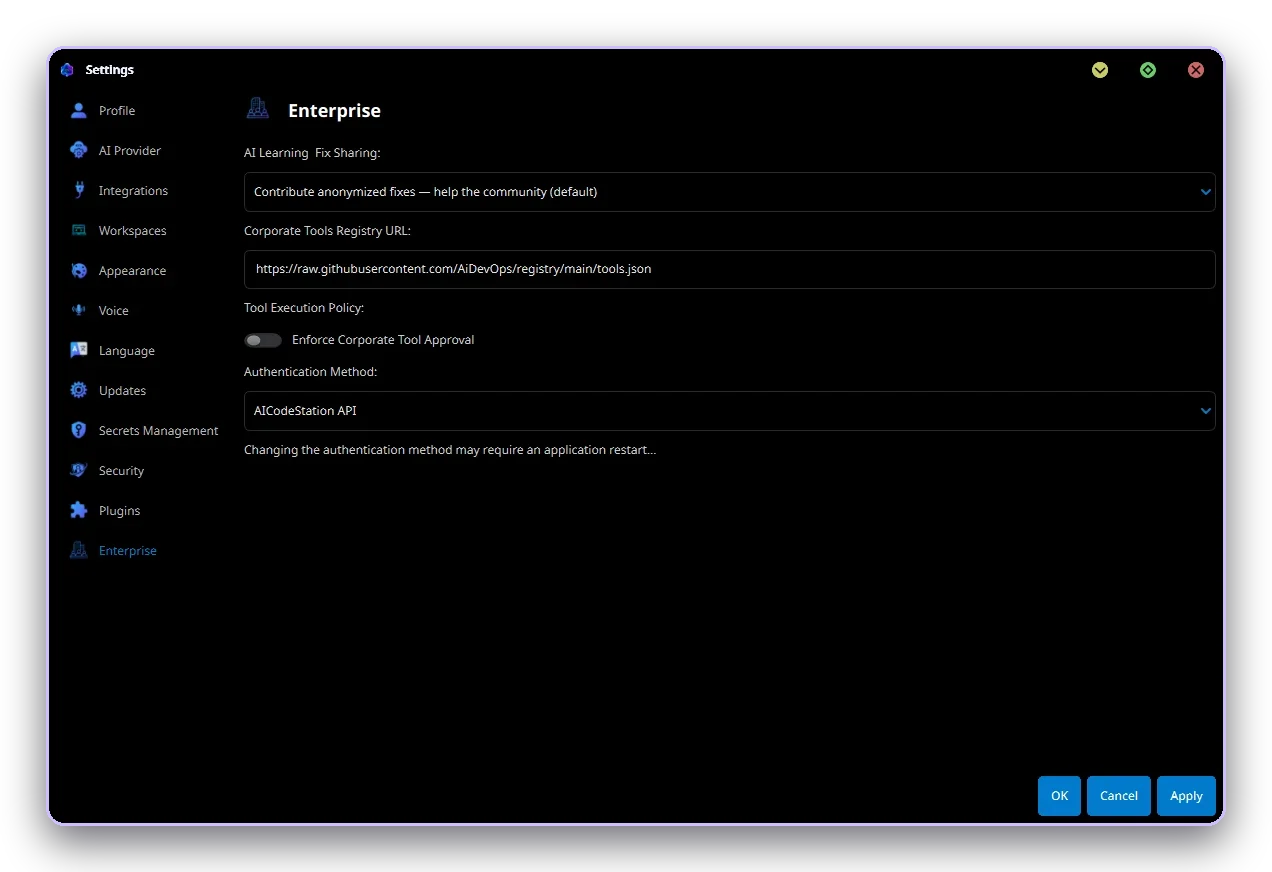 Settings
Profile
AI Provider
Integrations
Workspaces
Appearance
Voice
Language
Updates
Secrets Management
Security
Plugins
Enterprise
Enterprise
AI Learning  Fix Sharing:
Contribute anonymized fixes — help the community (default)
Corporate Tools Registry URL:
https://raw.githubusercontent.com/AiDevOps/registry/main/tools.json
Tool Execution Policy:
Enforce Corporate Tool Approval
Authentication Method:
AICodeStation API
Changing the authentication method may require an application restart...
OK
Cancel
Apply